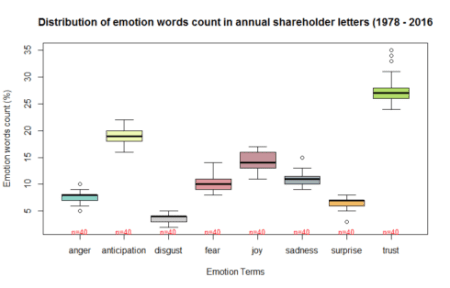 Distribution of emotion words count in annual shareholder letters (1978 - 2016
Emotion words count (%)
35
30
25
20
15
10
5
n=40 n=40 n=40 n=40 n=40 n=40 n=40 n=40
anger anticipation disgust fear joy sadness surprise trust
Emotion Terms